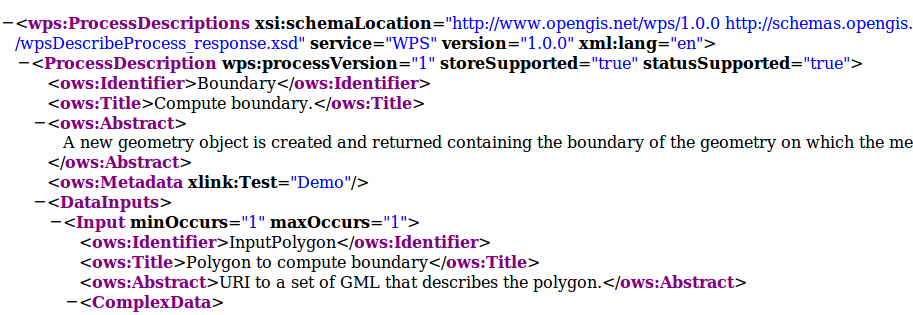 −<wps:ProcessDescriptions xsi:schemaLocation="http://www.opengis.net/wps/1.0.0 http://schemas.opengis.
/wpsDescribeProcess_response.xsd" service="WPS" version="1.0.0" xml:lang="en">
−<ProcessDescription wps:processVersion="1" storeSupported="true" statusSupported="true">
<ows:Identifier>Boundary</ows:Identifier>
<ows:Title>Compute boundary.</ows:Title>
−<ows:Abstract>
A new geometry object is created and returned containing the boundary of the geometry on which the me
</ows:Abstract>
<ows:Metadata xlink:Test="Demo"/>
−<DataInputs>
−<Input minOccurs="1" maxOccurs="1">
<ows:Identifier>InputPolygon</ows:Identifier>
<ows:Title>Polygon to compute boundary</ows:Title>
<ows:Abstract>URI to a set of GML that describes the polygon.</ows:Abstract>
−<ComplexData>